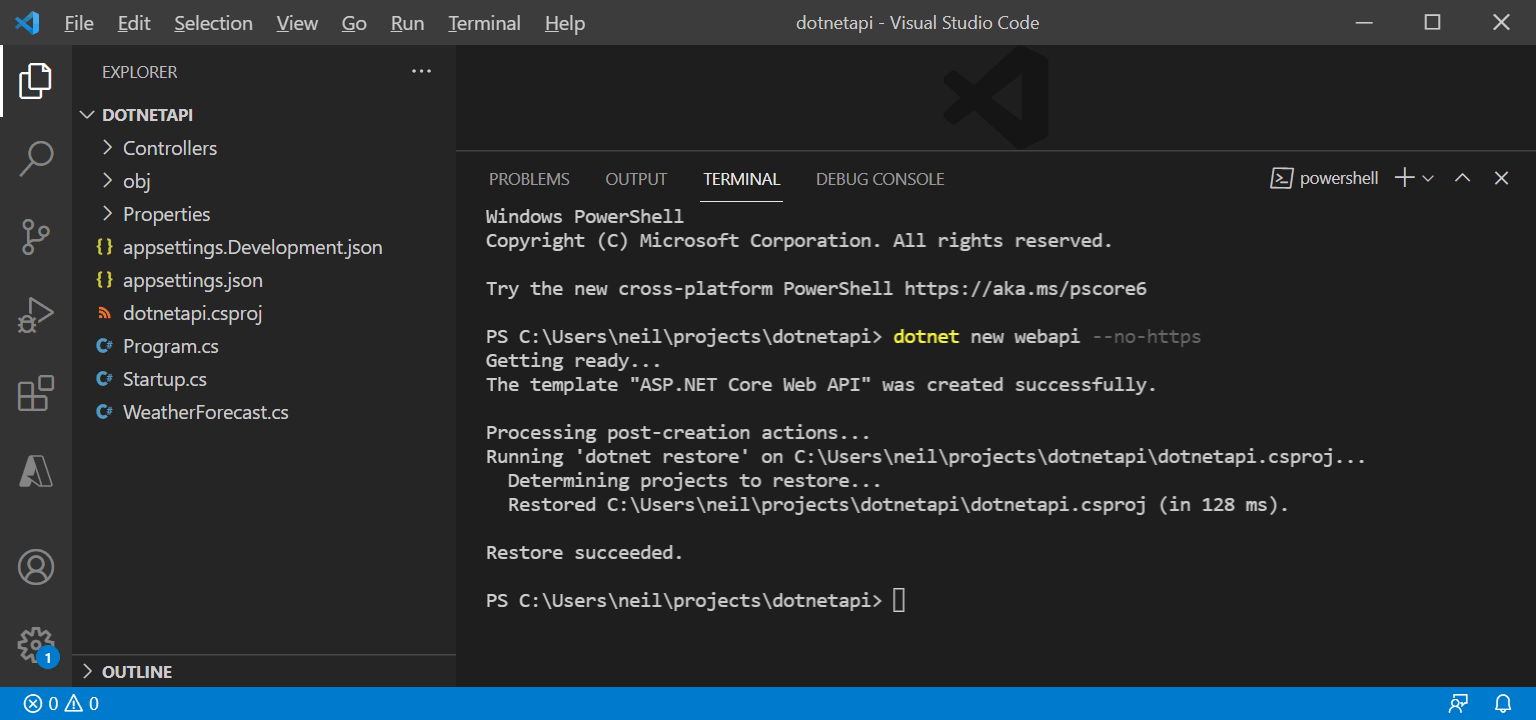 File Edit Selection View Go Run Terminal Help
dotnetapi - Visual Studio Code
EXPLORER
DOTNETAPI
Controllers
obj
Properties
{} appsettings.Development.json
{} appsettings.json
dotnetapi.csproj
C# Program.cs
C# Startup.cs
C# WeatherForecast.cs
OUTLINE
PROBLEMS OUTPUT TERMINAL DEBUG CONSOLE
powershell
Windows PowerShell
Copyright (C) Microsoft Corporation. All rights reserved.
Try the new cross-platform PowerShell https://aka.ms/pscore6
PS C:\Users\neil\projects\dotnetapi> dotnet new webapi --no-https
Getting ready...
The template "ASP.NET Core Web API" was created successfully.
Processing post-creation actions...
Running 'dotnet restore' on C:\Users\neil\projects\dotnetapi\dotnetapi.csproj...
Determining projects to restore...
Restored C:\Users\neil\projects\dotnetapi\dotnetapi.csproj (in 128 ms).
Restore succeeded.
PS C:\Users\neil\projects\dotnetapi>
1
0 0